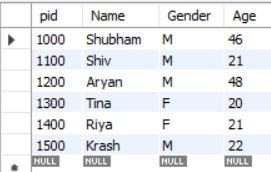 pid Name Gender Age
1000 Shubham M 46
1100 Shiv M 21
1200 Aryan M 48
1300 Tina F 20
1400 Riya F 21
1500 Krash M 22
NULL NULL NULL NULL